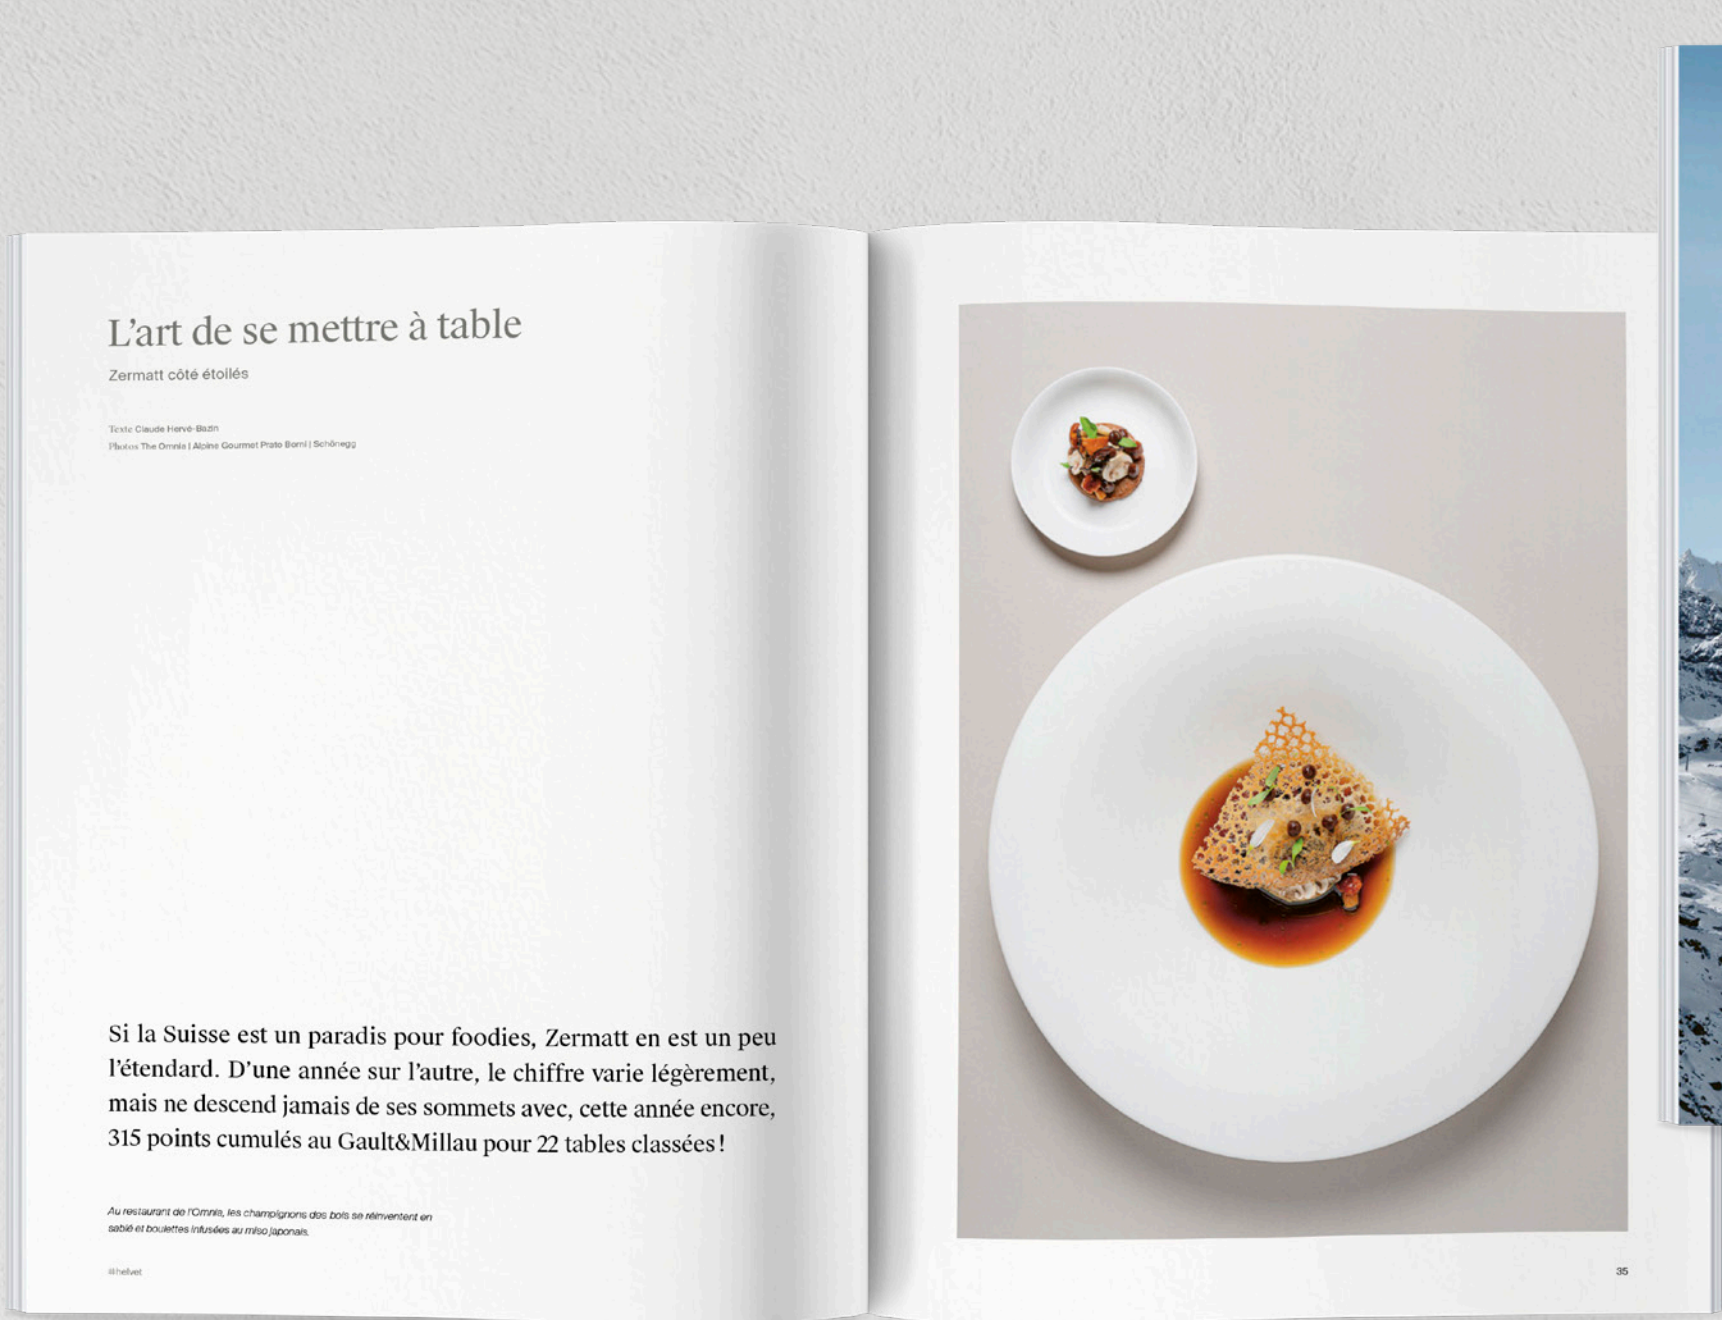 L’art de se mettre à table
Zermatt côté étoilés
Texte Claude Hervé-Bazin
Photos The Omnia | Alpine Gourmet Prato Borni | Schönegg
Si la Suisse est un paradis pour foodies, Zermatt en est un peu
l’étendard. D’une année sur l’autre, le chiffre varie légèrement,
mais ne descend jamais de ses sommets avec, cette année encore,
315 points cumulés au Gault&Millau pour 22 tables classées !
Au restaurant de l’Omnia, les champignons des bois se réinventent en
sablé et boulettes infusées au miso japonais.
#helvet
35